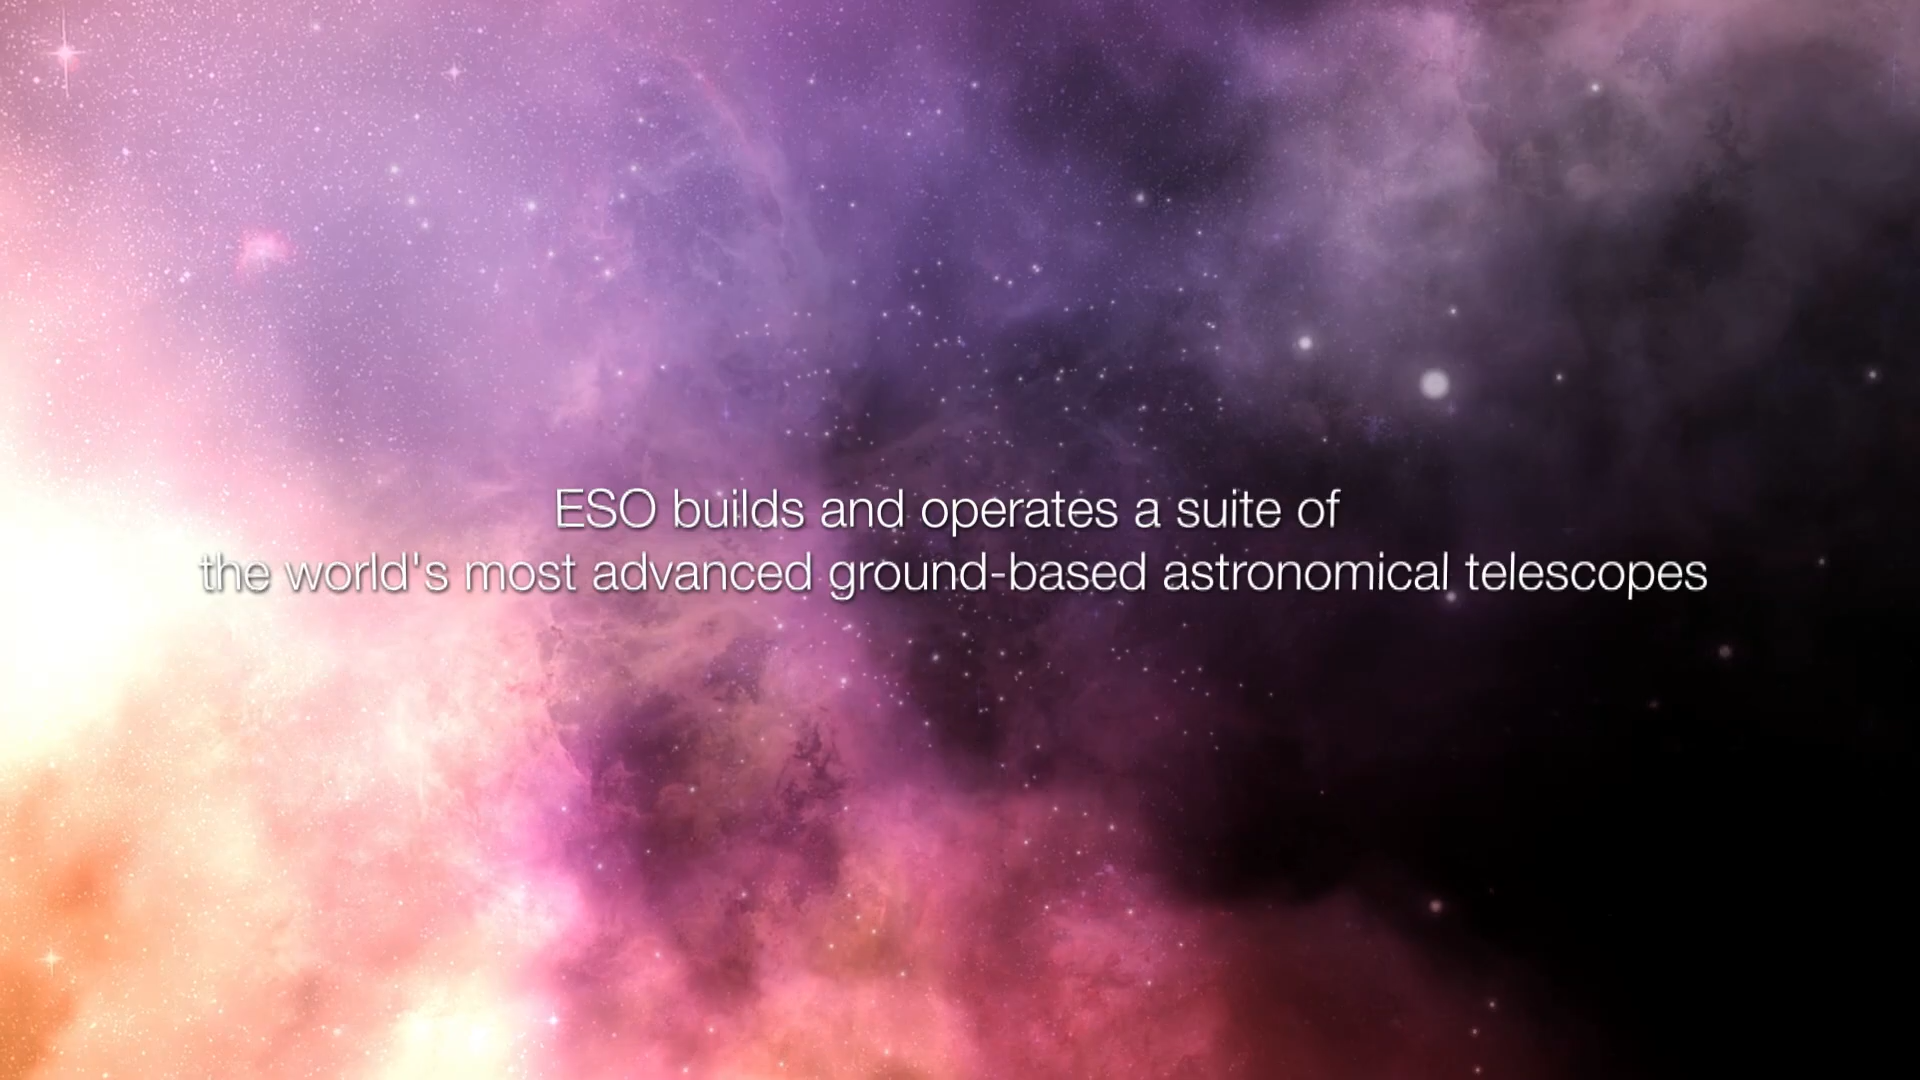 ESO builds and operates a suite of
the world's most advanced ground-based astronomical telescopes